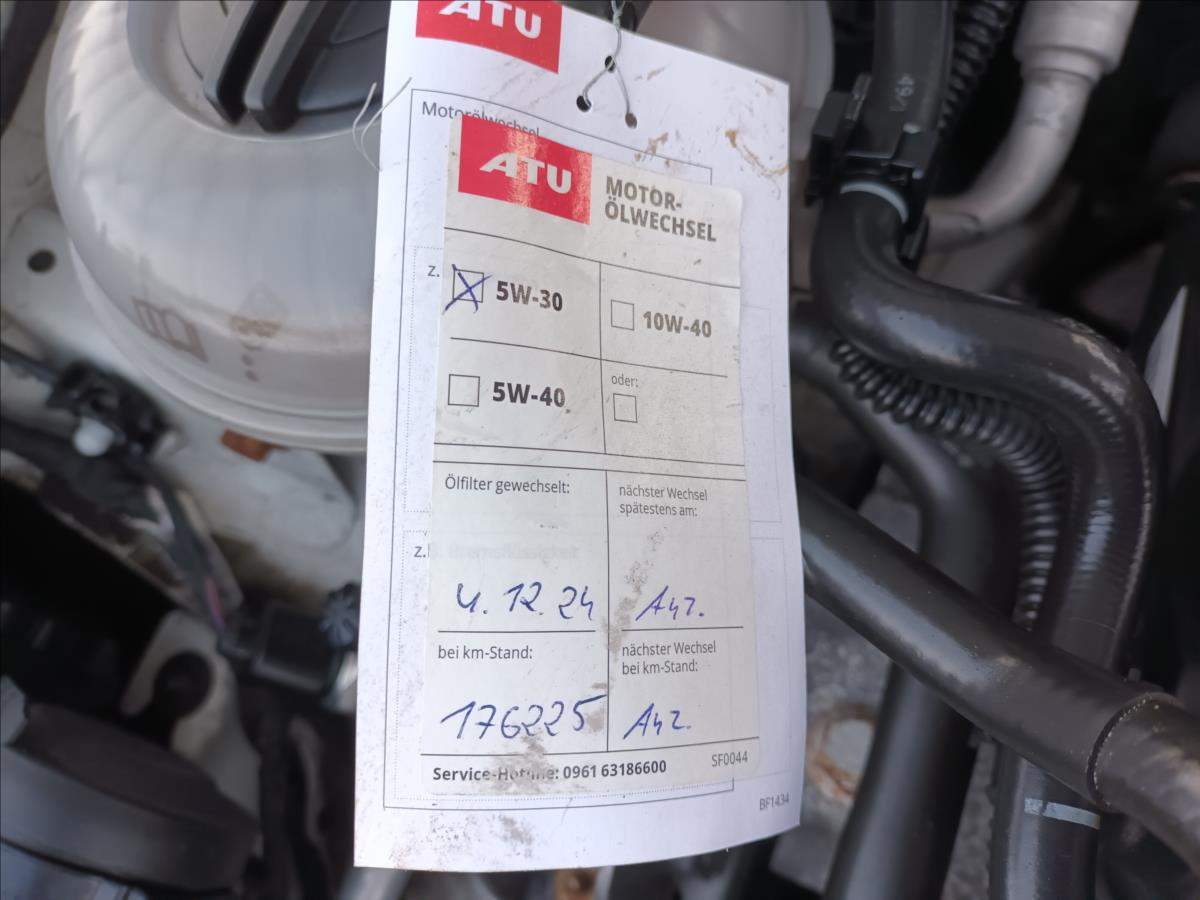 ATU
Motorölwechsel
ATU
MOTOR-
ÖLWECHSEL
z.
5W-30
10W-40
5W-40
oder:
Ölfilter gewechselt:
nächster Wechsel
spätestens am:
z.B. Bremsflüssigkeit
4.12.24
Anz.
bei km-Stand:
nächster Wechsel
bei km-Stand:
176225
Anz.
Service-Hotline: 0961 63186600
SF0044
BF1434